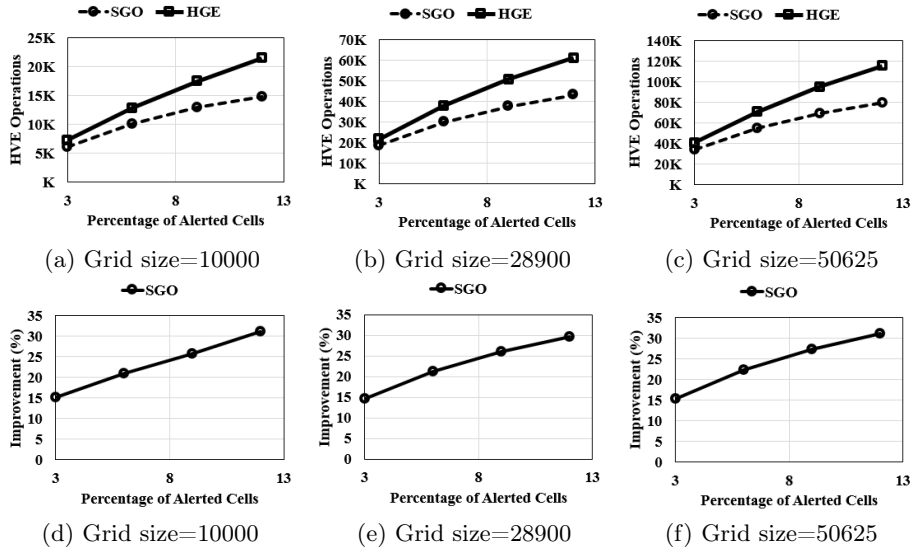 SGO HGE
25K
20K
15K
10K
5K
K
HVE Operations
3 8 13
Percentage of Alerted Cells
(a) Grid size=10000
SGO HGE
70K
60K
50K
40K
30K
20K
10K
K
HVE Operations
3 8 13
Percentage of Alerted Cells
(b) Grid size=28900
SGO HGE
140K
120K
100K
80K
60K
40K
20K
K
HVE Operations
3 8 13
Percentage of Alerted Cells
(c) Grid size=50625
SGO
35
30
25
20
15
10
5
0
Improvement (%)
3 8 13
Percentage of Alerted Cells
(d) Grid size=10000
SGO
35
30
25
20
15
10
5
0
Improvement (%)
3 8 13
Percentage of Alerted Cells
(e) Grid size=28900
SGO
35
30
25
20
15
10
5
0
Improvement (%)
3 8 13
Percentage of Alerted Cells
(f) Grid size=50625